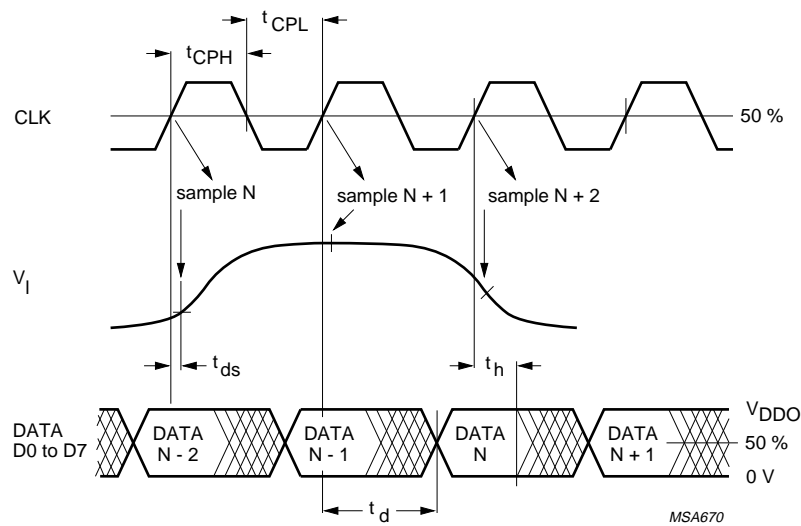 t CPL
t CPH
CLK
50 %
sample N
sample N + 1
sample N + 2
V I
t ds
t h
V DDO
DATA
D0 to D7
DATA
N - 2
DATA
N - 1
DATA
N
DATA
N + 1
50 %
0 V
t d
MSA670